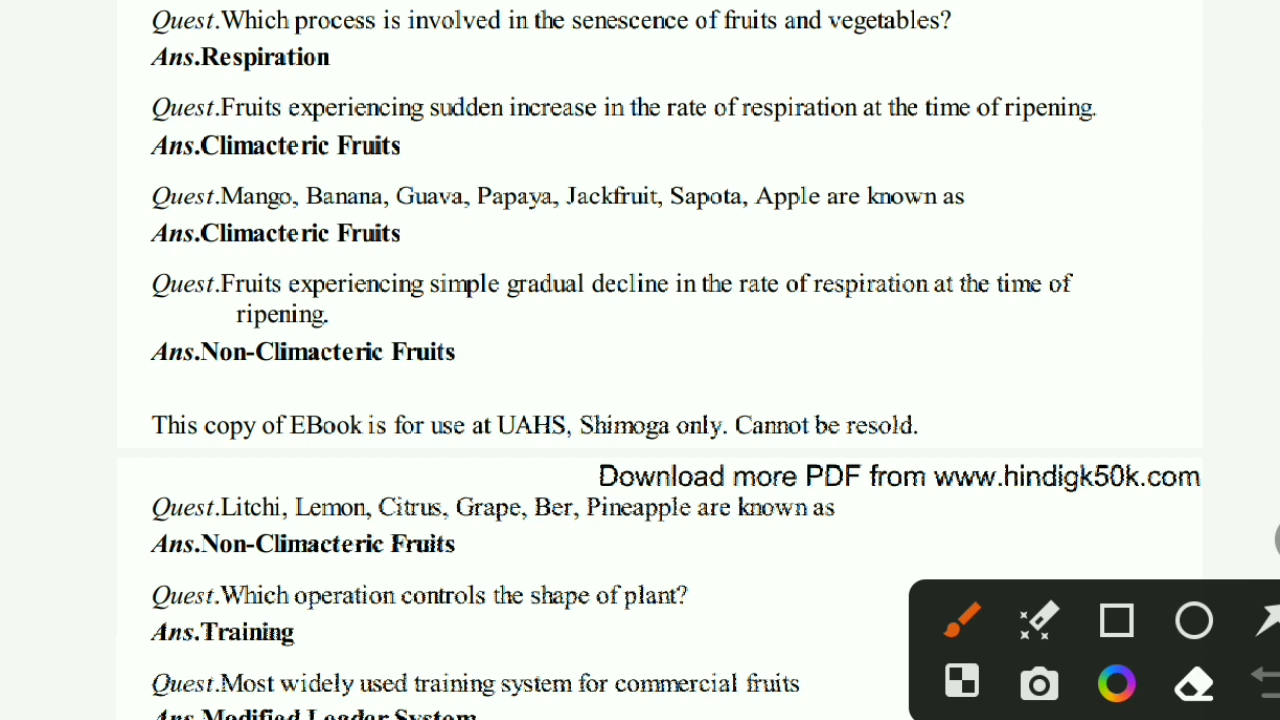 Quest.Which process is involved in the senescence of fruits and vegetables?
Ans.Respiration
Quest.Fruits experiencing sudden increase in the rate of respiration at the time of ripening.
Ans.Climacteric Fruits
Quest.Mango, Banana, Guava, Papaya, Jackfruit, Sapota, Apple are known as
Ans.Climacteric Fruits
Quest.Fruits experiencing simple gradual decline in the rate of respiration at the time of
ripening.
Ans.Non-Climacteric Fruits
This copy of EBook is for use at UAHS, Shimoga only. Cannot be resold.
Download more PDF from www.hindigk50k.com
Quest.Litchi, Lemon, Citrus, Grape, Ber, Pineapple are known as
Ans.Non-Climacteric Fruits
Quest.Which operation controls the shape of plant?
Ans.Training
Quest.Most widely used training system for commercial fruits
Ans.Modified Leader System